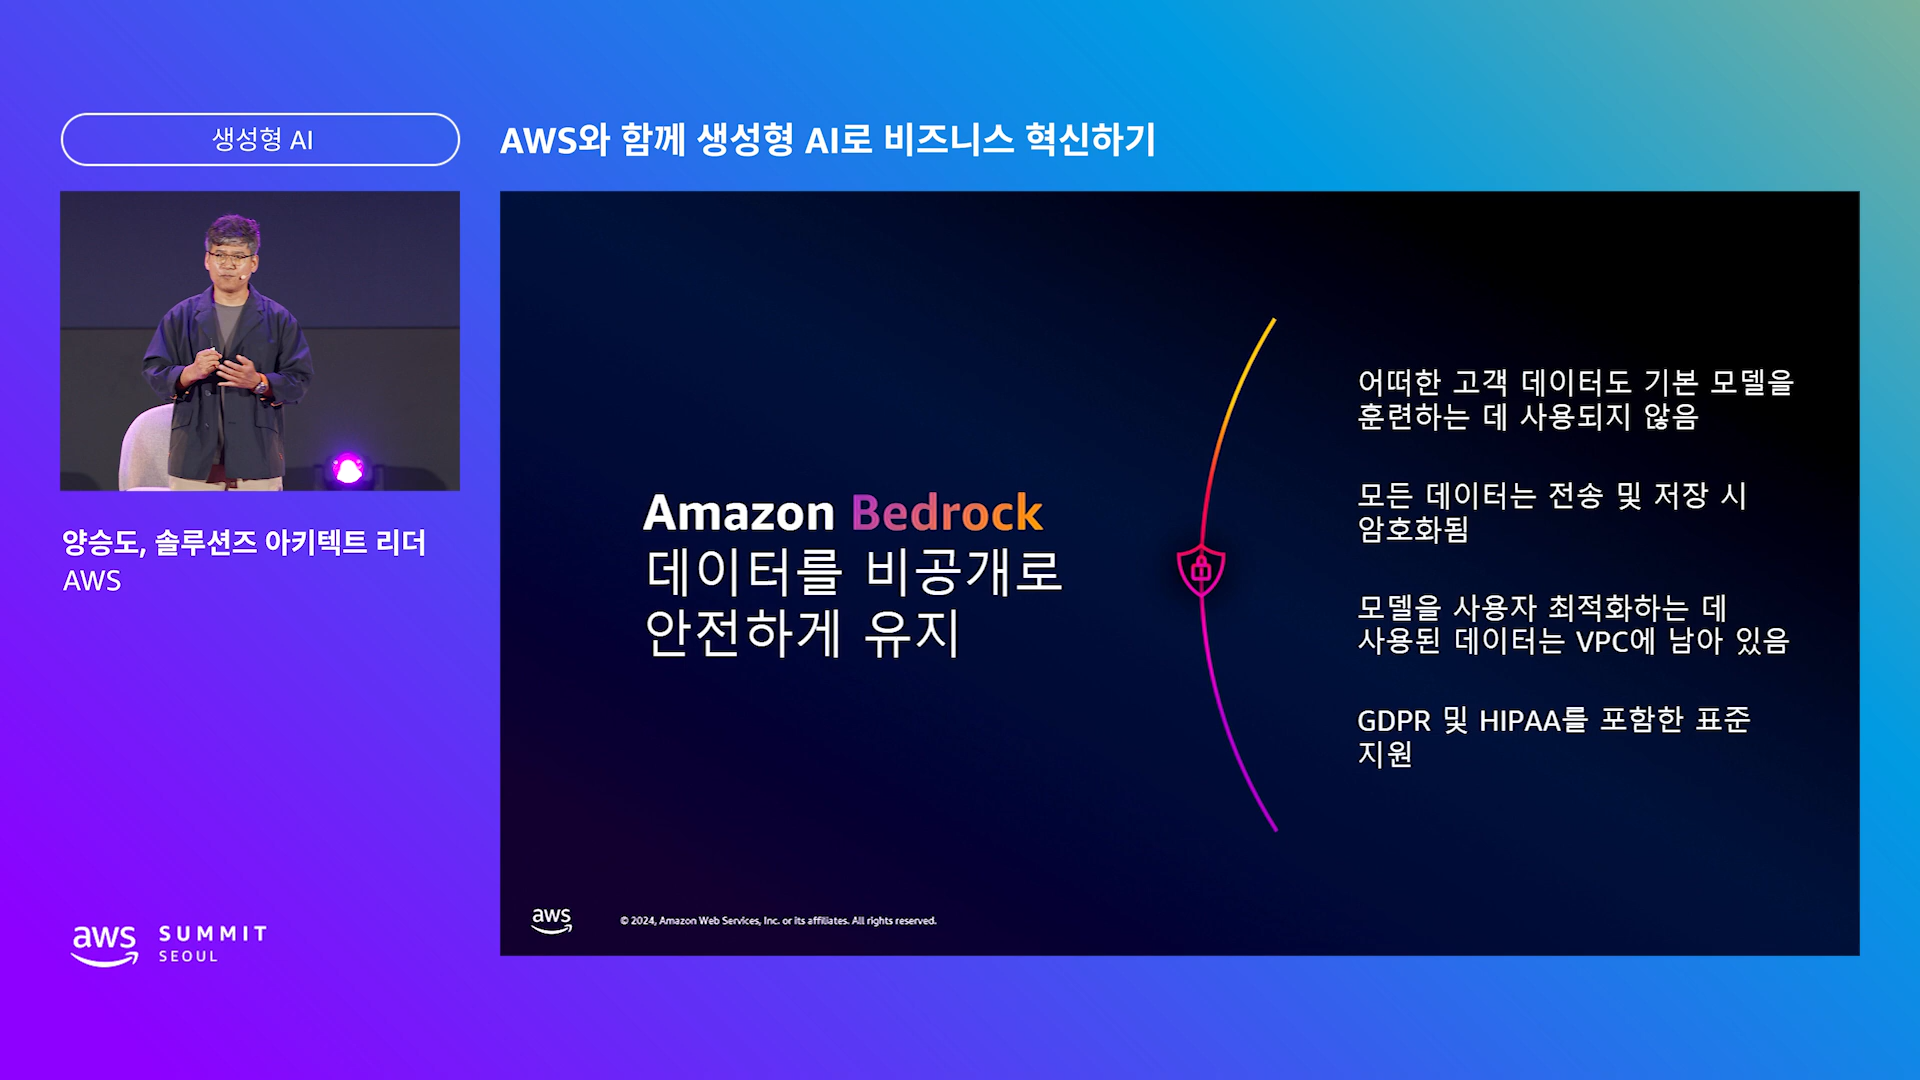 생성형 AI
AWS와 함께 생성형 AI로 비즈니스 혁신하기
양승도, 솔루션즈 아키텍트 리더
AWS
Amazon Bedrock
데이터를 비공개로
안전하게 유지
어떠한 고객 데이터도 기본 모델을
훈련하는 데 사용되지 않음
모든 데이터는 전송 및 저장 시
암호화됨
모델을 사용자 최적화하는 데
사용된 데이터는 VPC에 남아 있음
GDPR 및 HIPAA를 포함한 표준
지원
aws
© 2024, Amazon Web Services, Inc. or its affiliates. All rights reserved.
aws SUMMIT
SEOUL